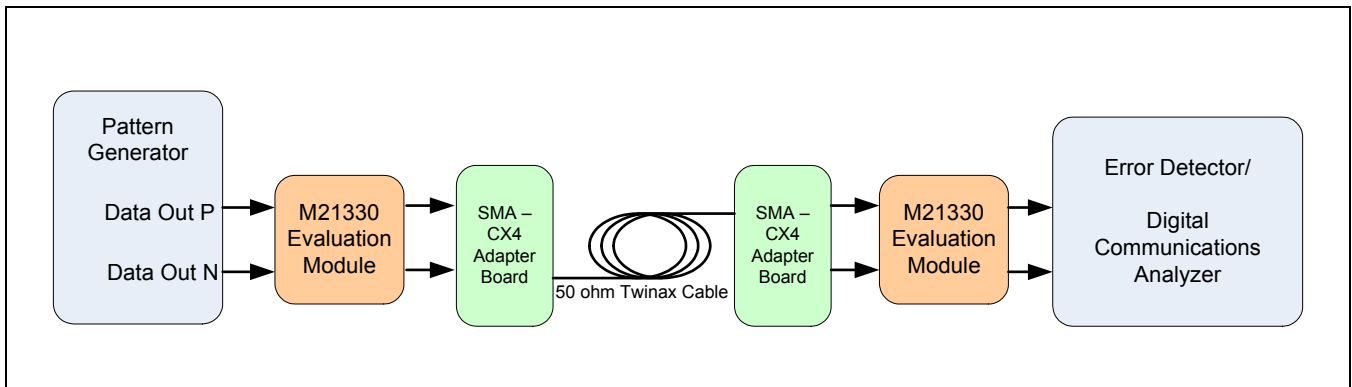 Pattern
Generator
Data Out P
Data Out N
M21330
Evaluation
Module
SMA –
CX4
Adapter
Board
50 ohm Twinax Cable
SMA –
CX4
Adapter
Board
M21330
Evaluation
Module
Error Detector/
Digital
Communications
Analyzer